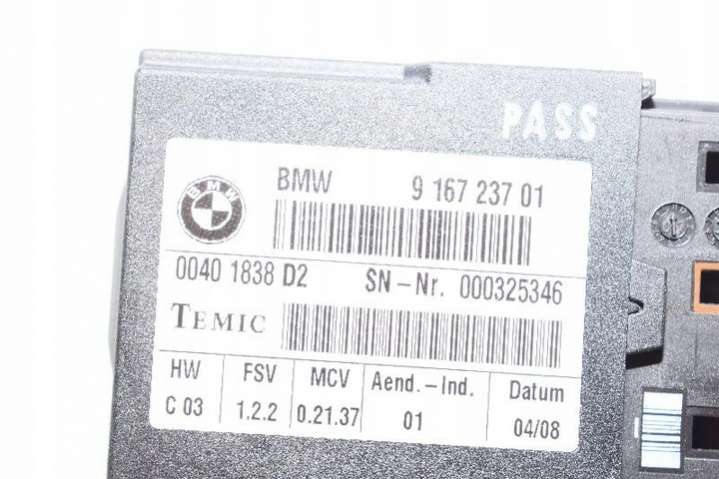 PASS
BMW
BMW 9 167 237 01
0040 1838 D2 SN-Nr. 000325346
TEMIC
HW FSV MCV Aend.-Ind. Datum
C 03 1.2.2 0.21.37 01 04/08